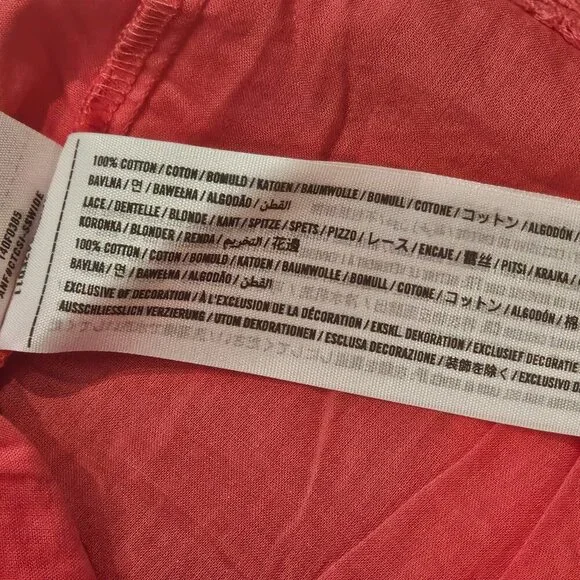 100% COTTON / COTON / BOMULD / KATOEN / BAUMWOLLE / BOMULL / COTONE / コットン / ALGODÓN /
BAVLNA / 면 / BAWEŁNA / ALGODÃO / القطن /
LACE / DENTELLE / BLONDE / KANT / SPITZE / SPETS / PIZZO / レース / ENCAJE / 蕾丝 / PITSI / KRAJKA /
KORONKA / BLONDER / RENDA / التخريم / 花邊
100% COTTON / COTON / BOMULD / KATOEN / BAUMWOLLE / BOMULL / COTONE / コットン / ALGODÓN / 棉
BAVLNA / 면 / BAWEŁNA / ALGODÃO / القطن /
EXCLUSIVE OF DECORATION / À L'EXCLUSION DE LA DÉCORATION / EKSKL. DEKORATION / EXCLUSIEF DECORATIE
AUSSCHLIESSLICH VERZIERUNG / UTOM DEKORATIONEN / ESCLUSA DECORAZIONE / 装飾を除く / EXCLUSIVO D